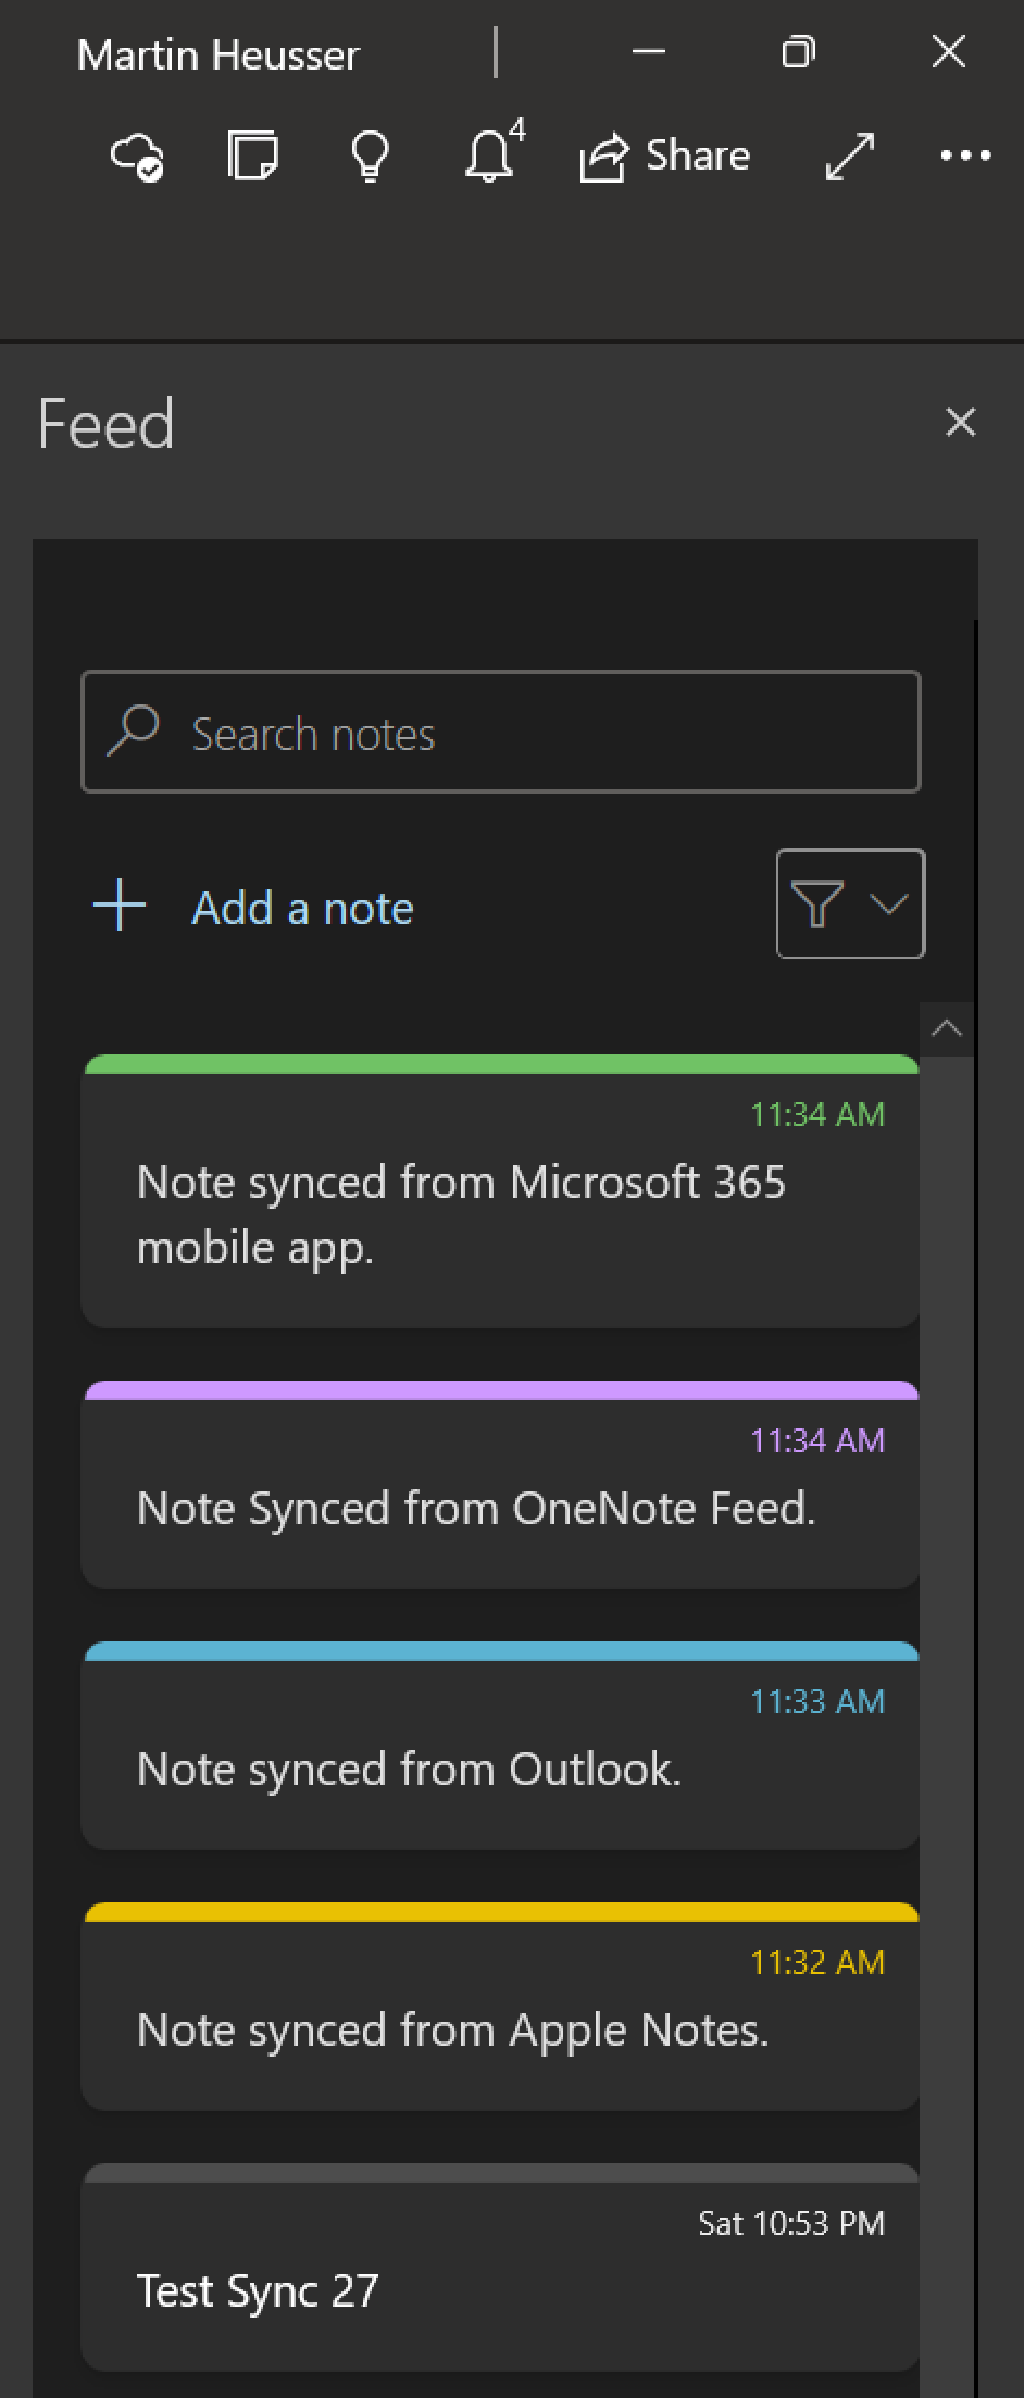 Martin Heusser
4
Share
Feed
Search notes
Add a note
11:34 AM
Note synced from Microsoft 365
mobile app.
11:34 AM
Note Synced from OneNote Feed.
11:33 AM
Note synced from Outlook.
11:32 AM
Note synced from Apple Notes.
Sat 10:53 PM
Test Sync 27